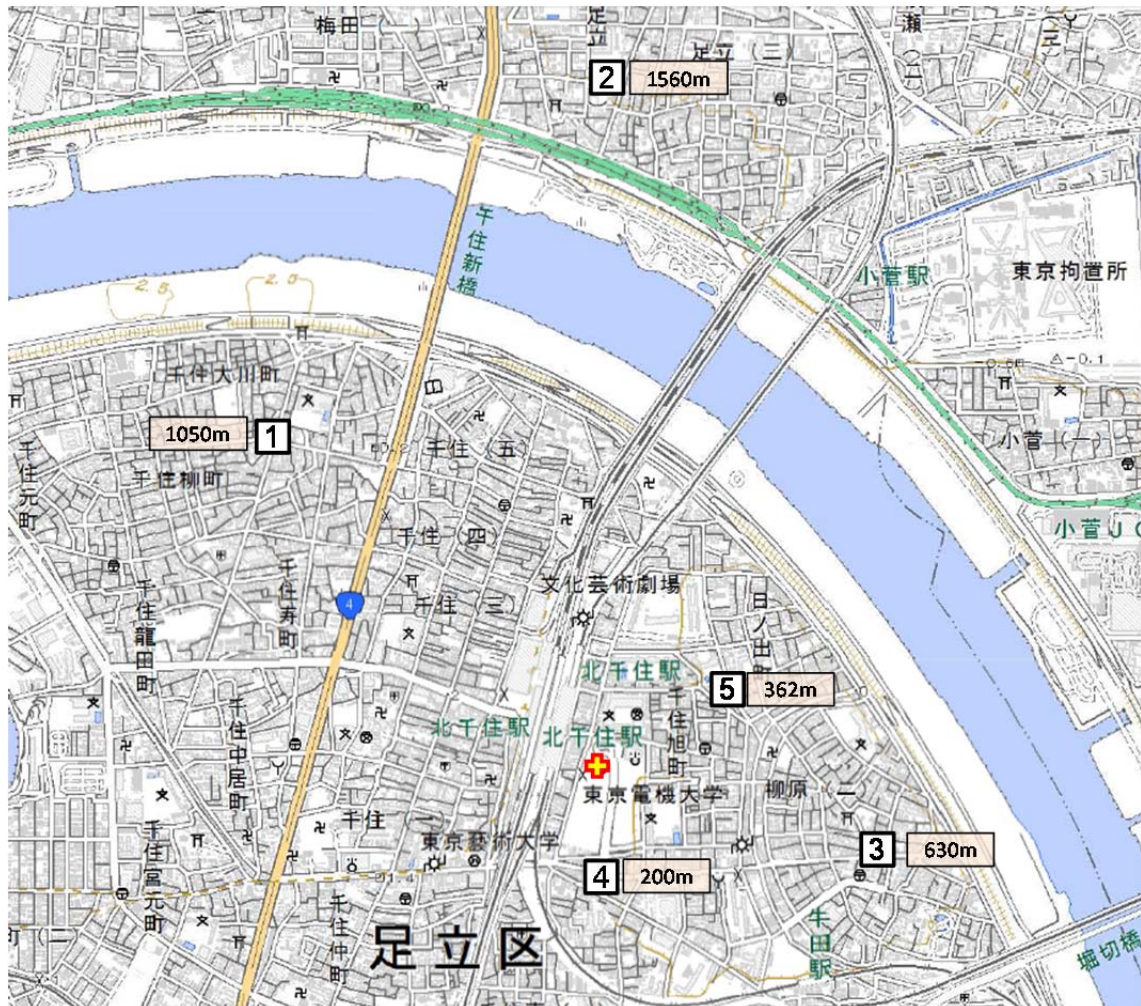 梅田
足立
足立(三)
2
1560m
千住新橋
小菅駅
東京拘置所
2.5
2.5
千住大川町
1050m
1
千住柳町
千住元町
千住(五)
小菅(一)
小菅JC
千住(四)
千住(三)
文化芸術劇場
4
千住寿町
千住龍田町
日ノ出町
北千住駅
5
362m
千住旭町
北千住駅
北千住駅
千住中居町
東京電機大学
柳原(二)
千住
東京藝術大学
3
630m
4
200m
千住宮元町
千住仲町
足立区
牛田駅
堀切橋